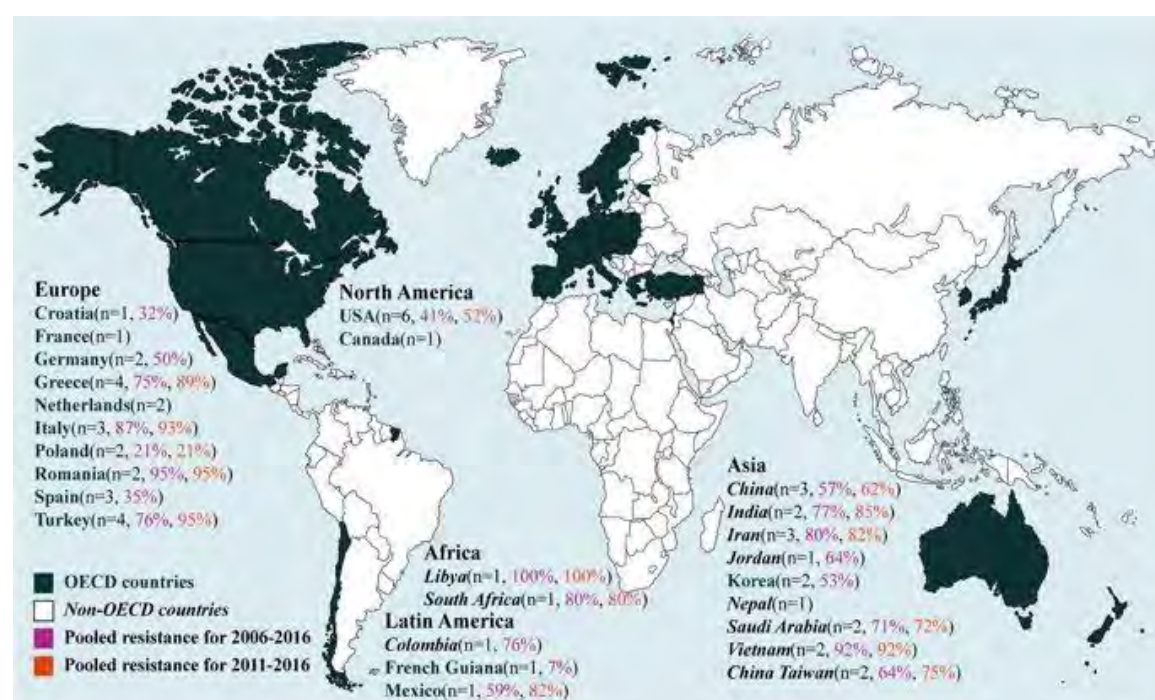 Europe
Croatia(n=1, 32%)
France(n=1)
Germany(n=2, 50%)
Greece(n=4, 75%, 89%)
Netherlands(n=2)
Italy(n=3, 87%, 93%)
Poland(n=2, 21%, 21%)
Romania(n=2, 95%, 95%)
Spain(n=3, 35%)
Turkey(n=4, 76%, 95%)
North America
USA(n=6, 41%, 52%)
Canada(n=1)
Africa
Libya(n=1, 100%, 100%)
South Africa(n=1, 80%, 80%)
Latin America
Colombia(n=1, 76%)
French Guiana(n=1, 7%)
Mexico(n=1, 59%, 82%)
Asia
China(n=3, 57%, 62%)
India(n=2, 77%, 85%)
Iran(n=3, 80%, 82%)
Jordan(n=1, 64%)
Korea(n=2, 53%)
Nepal(n=1)
Saudi Arabia(n=2, 71%, 72%)
Vietnam(n=2, 92%, 92%)
China Taiwan(n=2, 64%, 75%)
OECD countries
Non-OECD countries
Pooled resistance for 2006-2016
Pooled resistance for 2011-2016